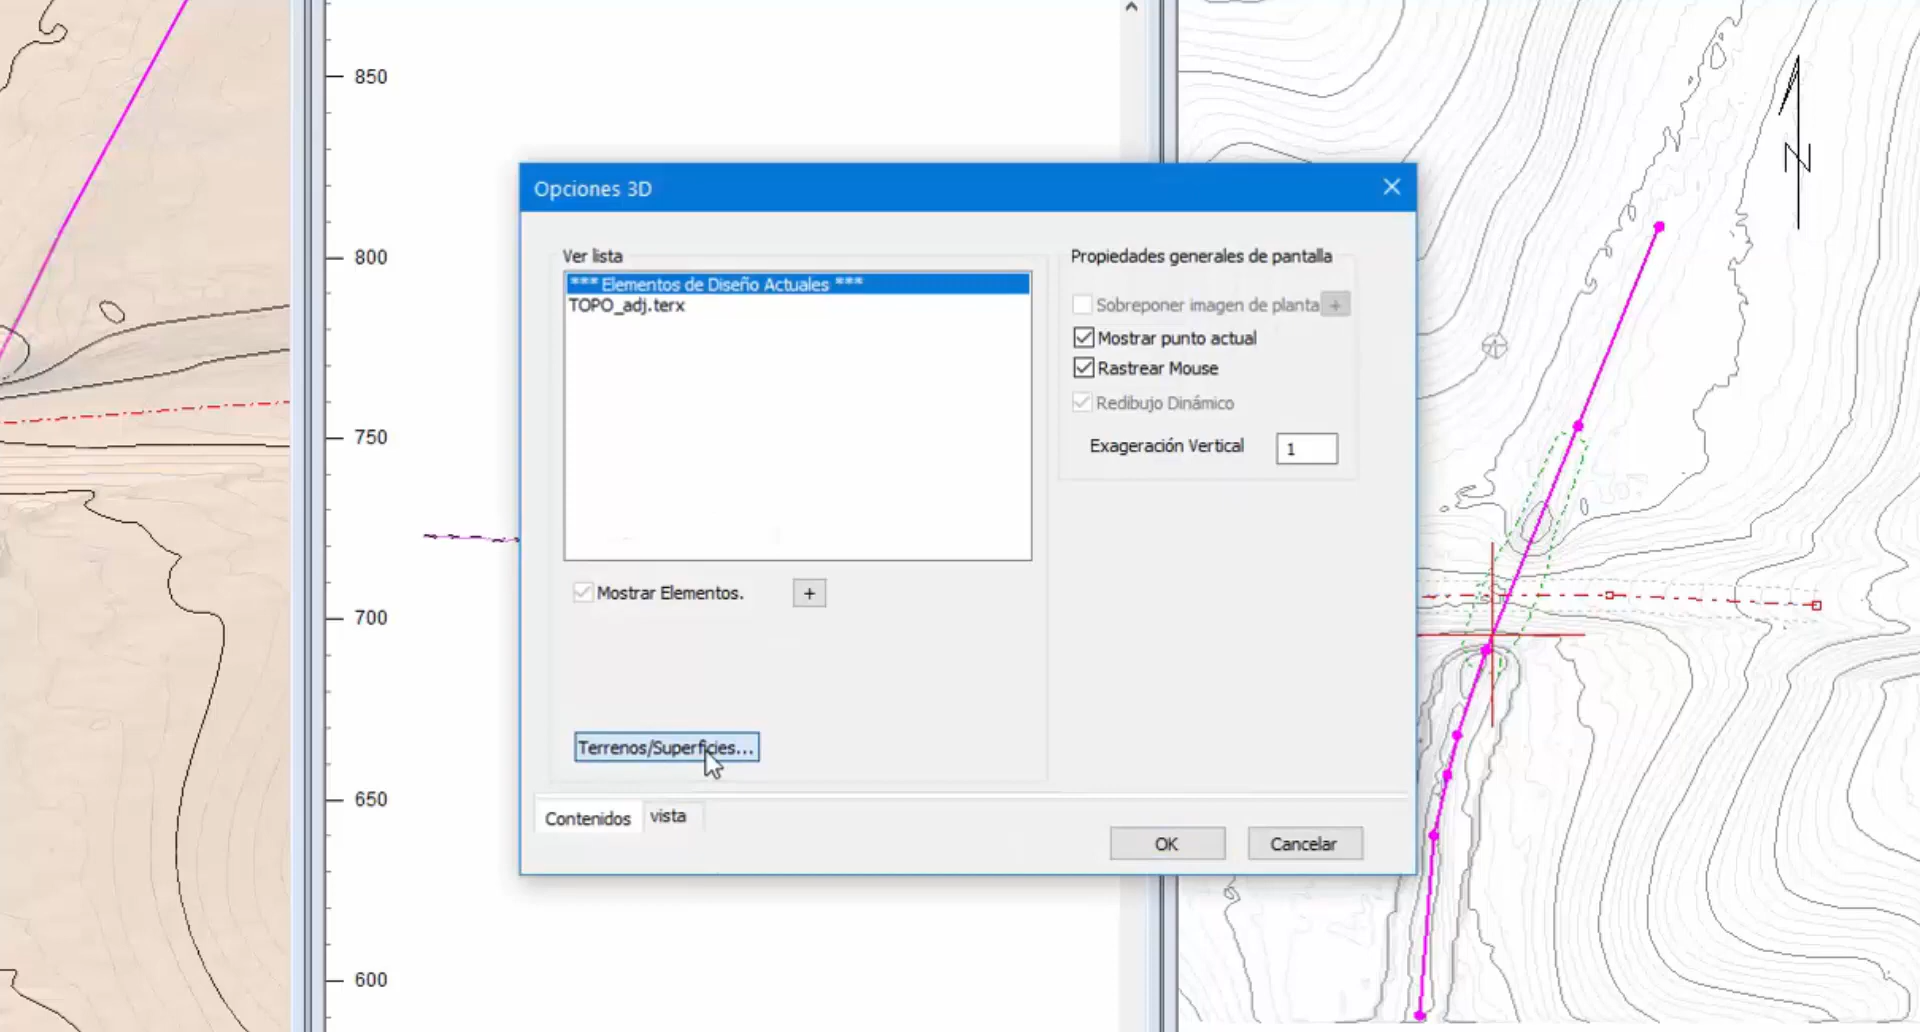 850
800
750
700
650
600
Opciones 3D
Ver lista
*** Elementos de Diseño Actuales ***
TOPO_adj.terx
Mostrar Elementos.
+
Terrenos/Superficies...
Propiedades generales de pantalla
Sobreponer imagen de planta +
Mostrar punto actual
Rastrear Mouse
Redibujo Dinámico
Exageración Vertical 1
Contenidos vista
OK Cancelar
N